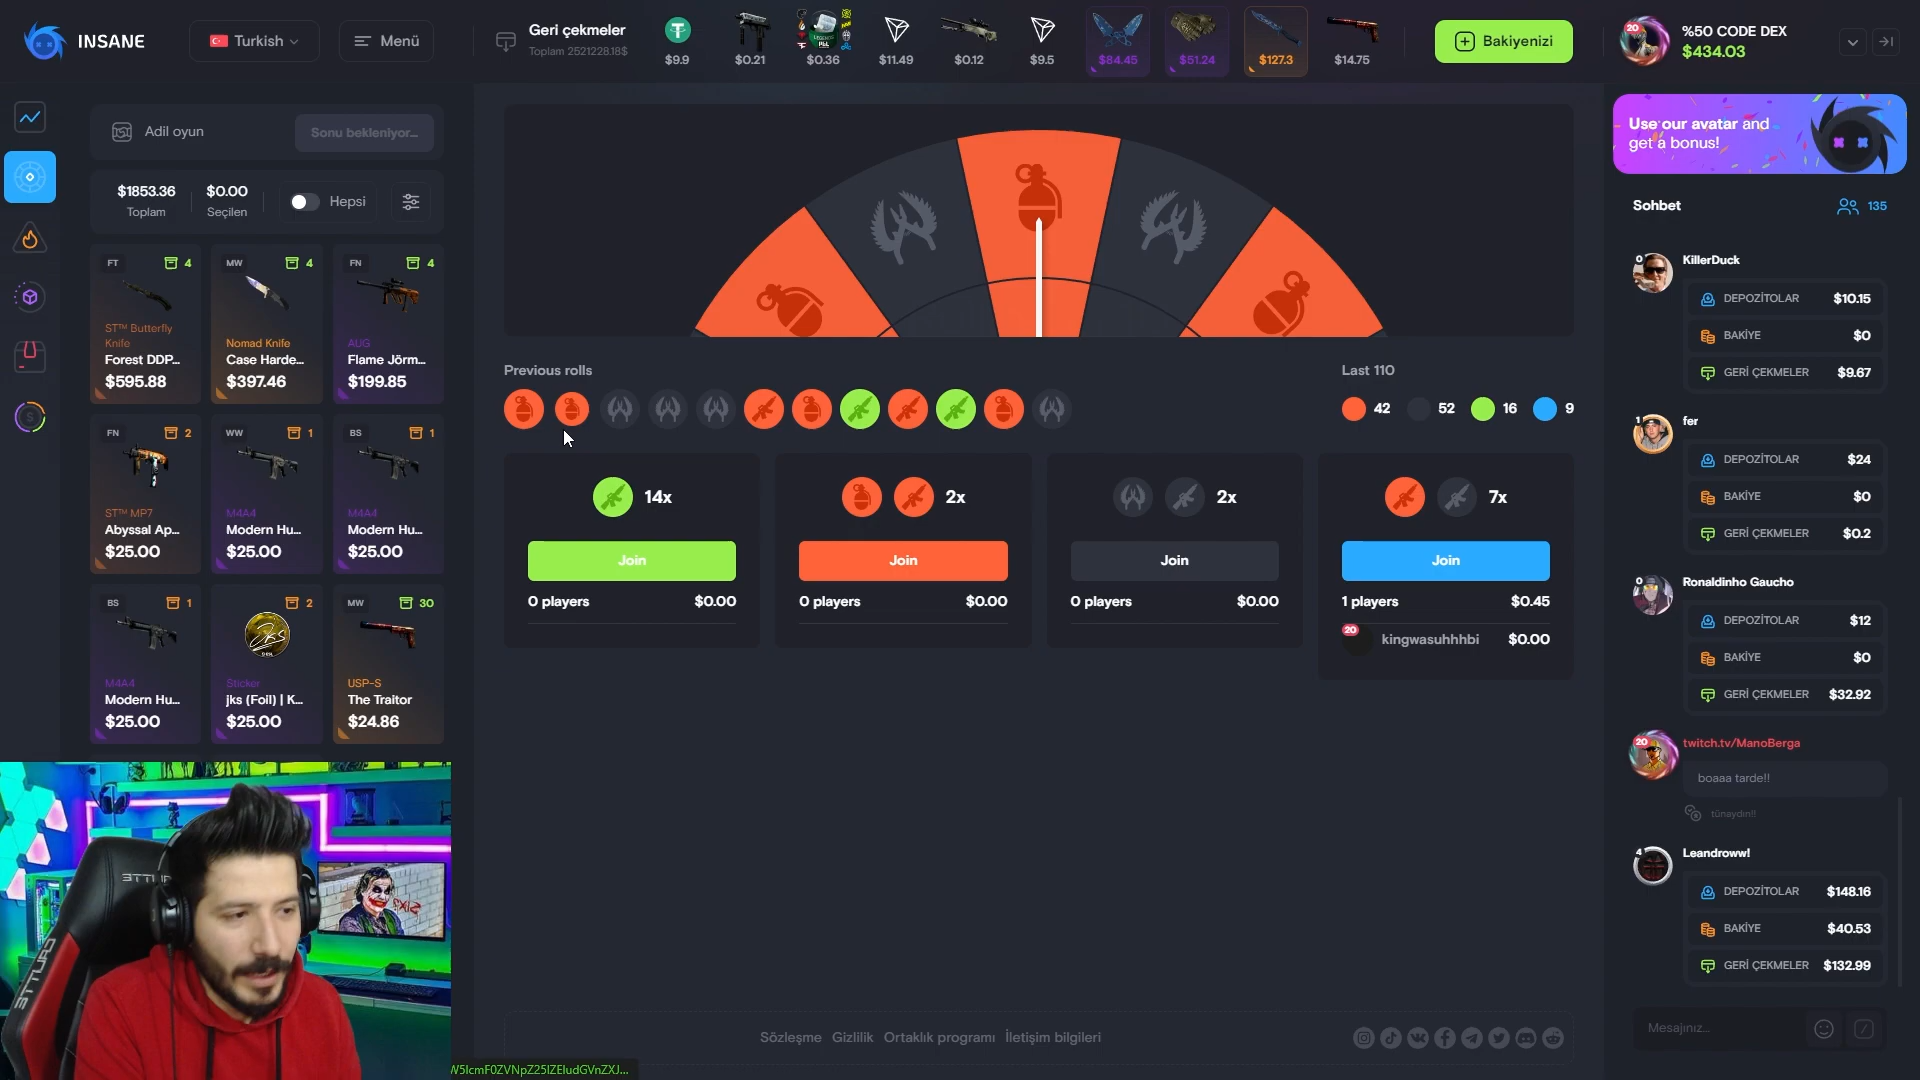 INSANE
Turkish
Menü
Geri çekmeler
Toplam 2521228.18$
$9.9
$0.21
$0.36
$11.49
$0.12
$9.5
$84.45
$51.24
$127.3
$14.75
Bakiyenizi
20
%50 CODE DEX
$434.03
Adil oyun
Sonu bekleniyor...
$1853.36
Toplam
$0.00
Seçilen
Hepsi
FT 4
ST™ Butterfly
Knife
Forest DDP...
$595.88
MW 4
Nomad Knife
Case Harde...
$397.46
FN 4
AUG
Flame Jörm...
$199.85
FN 2
ST™ MP7
Abyssal Ap...
$25.00
WW 1
M4A4
Modern Hu...
$25.00
BS 1
M4A4
Modern Hu...
$25.00
BS 1
M4A4
Modern Hu...
$25.00
2
Sticker
jks (Foil) | K...
$25.00
MW 30
USP-S
The Traitor
$24.86
Previous rolls
Last 110
42
52
16
9
14x
Join
0 players $0.00
2x
Join
0 players $0.00
2x
Join
0 players $0.00
7x
Join
1 players $0.45
20
kingwasuhhhbi $0.00
Use our avatar and
get a bonus!
Sohbet
135
0
KillerDuck
DEPOZİTOLAR $10.15
BAKİYE $0
GERİ ÇEKMELER $9.67
1
fer
DEPOZİTOLAR $24
BAKİYE $0
GERİ ÇEKMELER $0.2
0
Ronaldinho Gaucho
DEPOZİTOLAR $12
BAKİYE $0
GERİ ÇEKMELER $32.92
20
twitch.tv/ManoBerga
boaaa tarde!!
tünaydın!!
4
Leandroww!
DEPOZİTOLAR $148.16
BAKİYE $40.53
GERİ ÇEKMELER $132.99
Mesajınız...
Sözleşme Gizlilik Ortaklık programı İletişim bilgileri